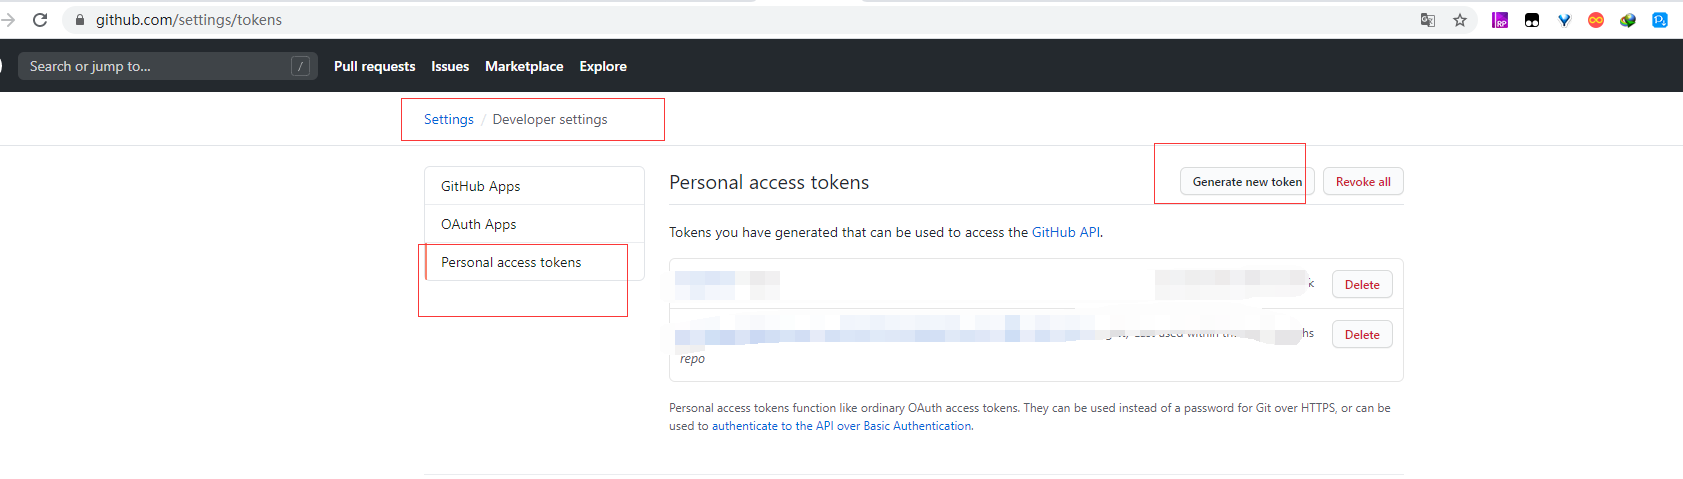 github.com/settings/tokens
Search or jump to... / Pull requests Issues Marketplace Explore
Settings / Developer settings
GitHub Apps
OAuth Apps
Personal access tokens
Personal access tokens Generate new token Revoke all
Tokens you have generated that can be used to access the GitHub API.
Delete
Delete
repo
Personal access tokens function like ordinary OAuth access tokens. They can be used instead of a password for Git over HTTPS, or can be
used to authenticate to the API over Basic Authentication.